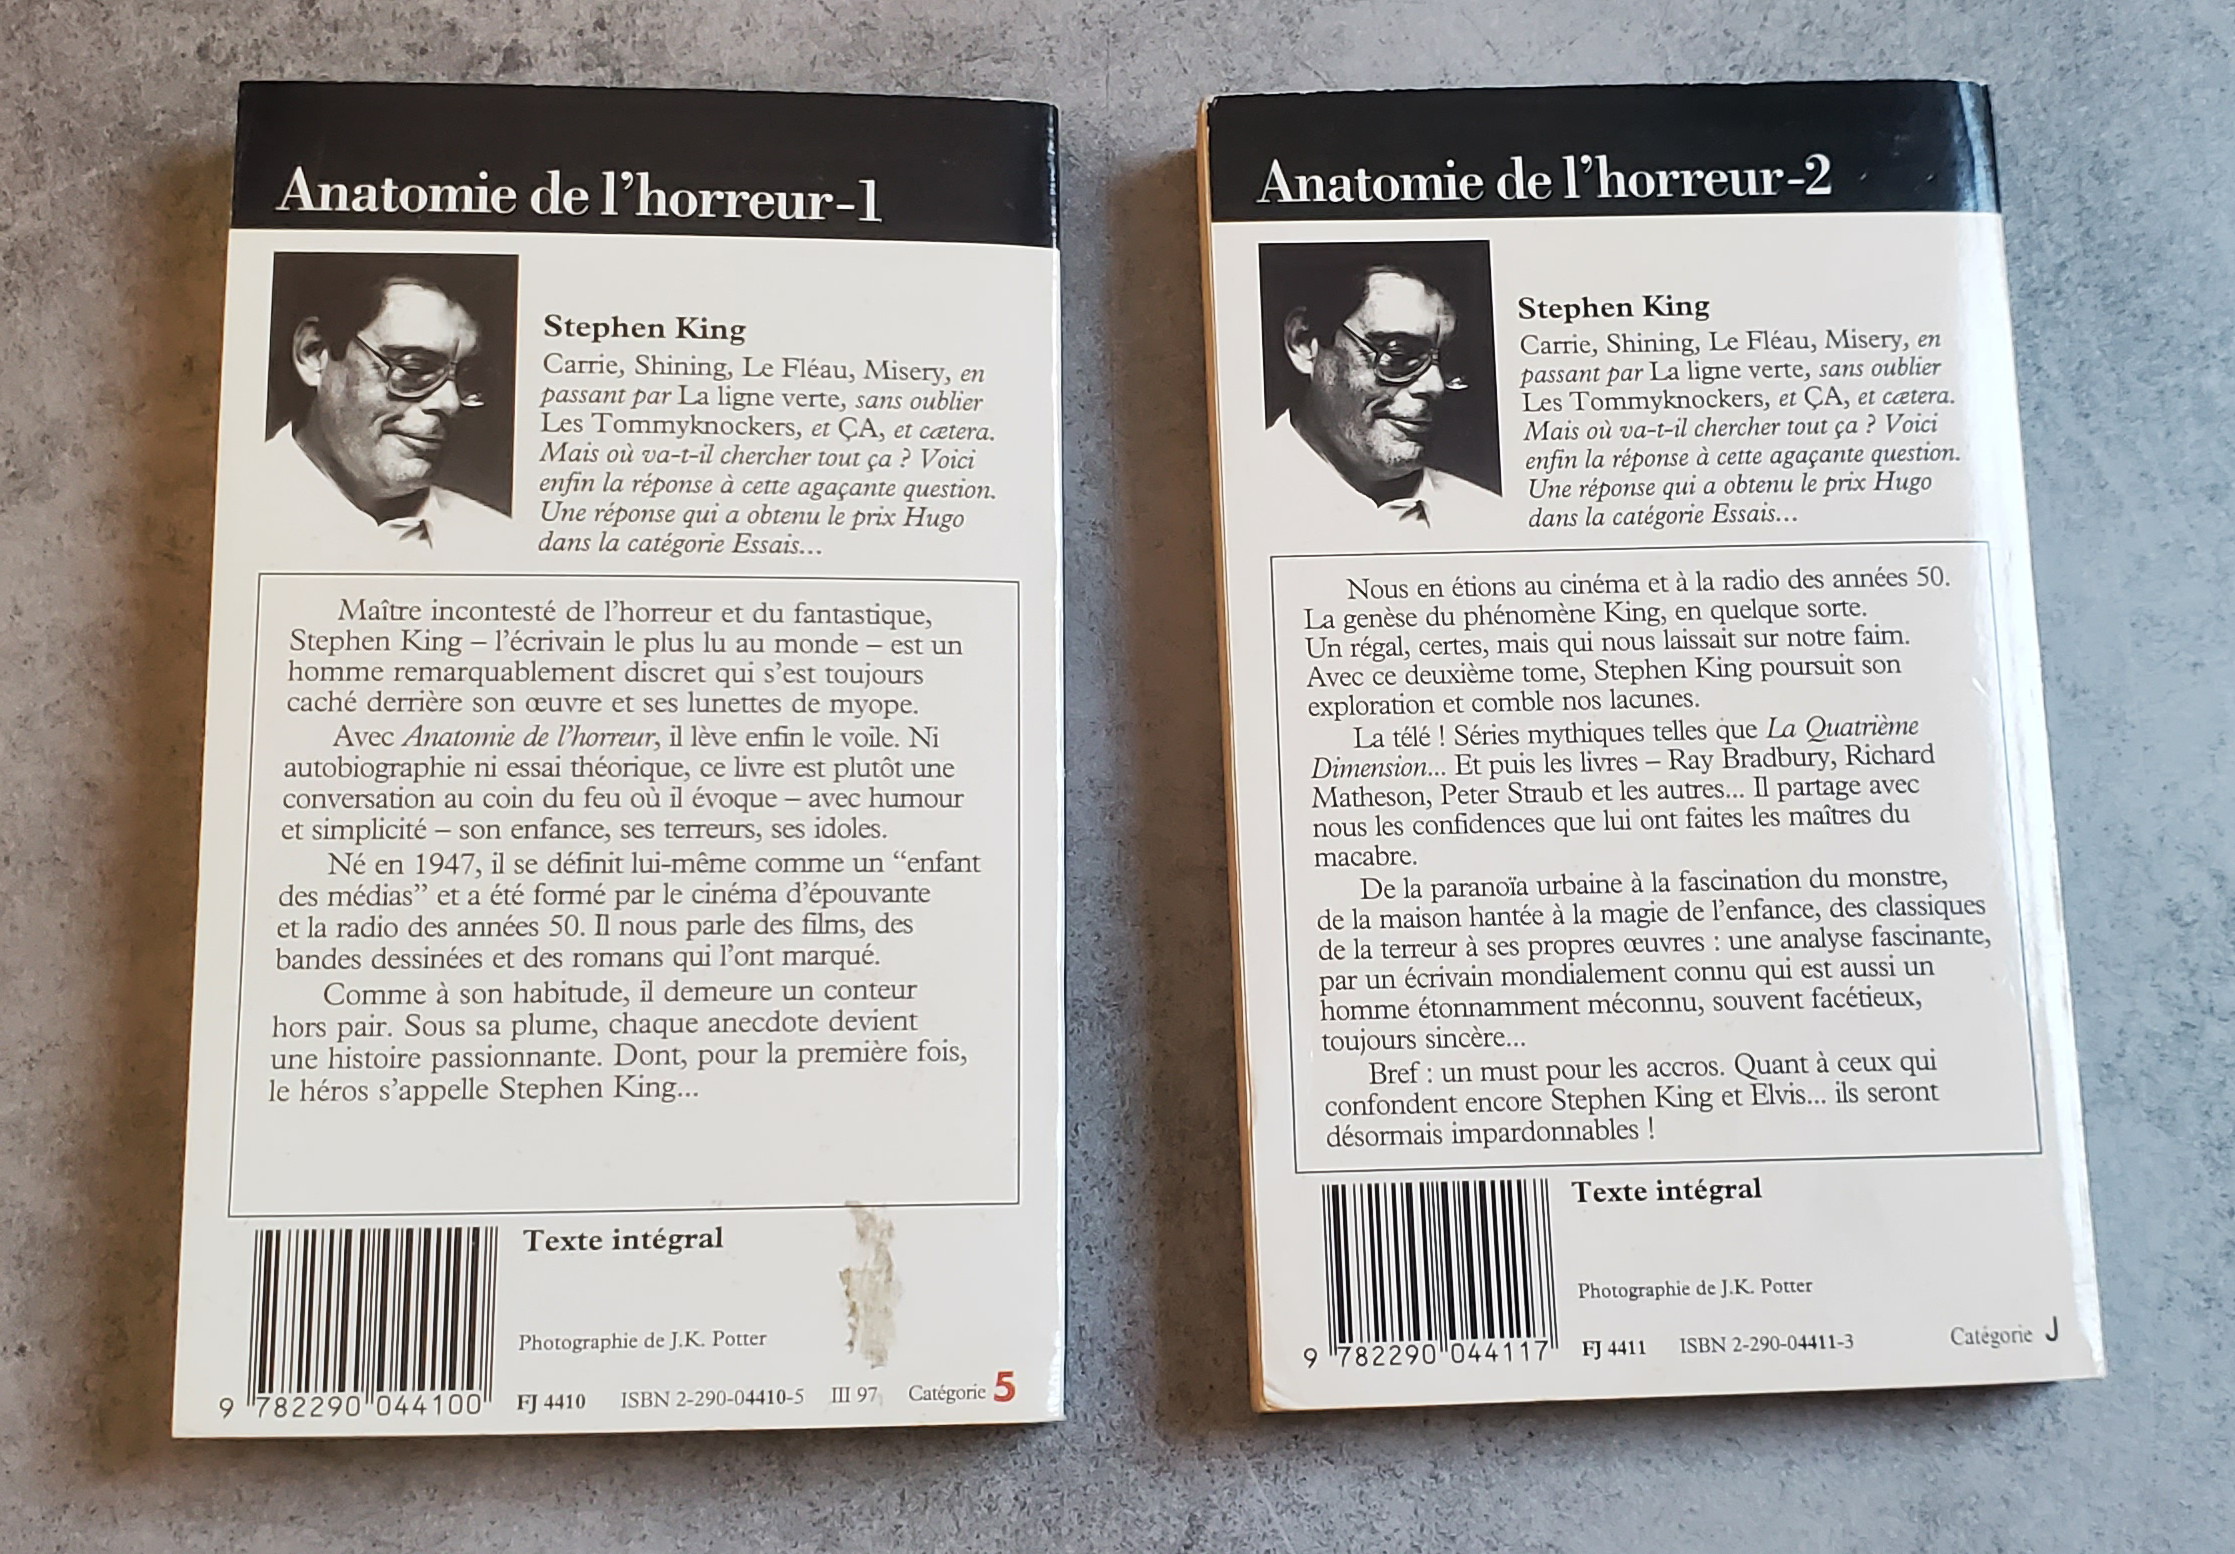 Anatomie de l'horreur-1
Stephen King
Carrie, Shining, Le Fléau, Misery, en
passant par La ligne verte, sans oublier
Les Tommyknockers, et ÇA, et cætera.
Mais où va-t-il chercher tout ça ? Voici
enfin la réponse à cette agaçante question.
Une réponse qui a obtenu le prix Hugo
dans la catégorie Essais...
Maître incontesté de l'horreur et du fantastique,
Stephen King – l'écrivain le plus lu au monde – est un
homme remarquablement discret qui s'est toujours
caché derrière son œuvre et ses lunettes de myope.
Avec Anatomie de l'horreur, il lève enfin le voile. Ni
autobiographie ni essai théorique, ce livre est plutôt une
conversation au coin du feu où il évoque – avec humour
et simplicité – son enfance, ses terreurs, ses idoles.
Né en 1947, il se définit lui-même comme un “enfant
des médias” et a été formé par le cinéma d'épouvante
et la radio des années 50. Il nous parle des films, des
bandes dessinées et des romans qui l'ont marqué.
Comme à son habitude, il demeure un conteur
hors pair. Sous sa plume, chaque anecdote devient
une histoire passionnante. Dont, pour la première fois,
le héros s'appelle Stephen King...
Texte intégral
Photographie de J.K. Potter
9 782290 044100
FJ 4410 ISBN 2-290-04410-5 III 97 Catégorie 5
Anatomie de l'horreur-2
Stephen King
Carrie, Shining, Le Fléau, Misery, en
passant par La ligne verte, sans oublier
Les Tommyknockers, et ÇA, et cætera.
Mais où va-t-il chercher tout ça ? Voici
enfin la réponse à cette agaçante question.
Une réponse qui a obtenu le prix Hugo
dans la catégorie Essais...
Nous en étions au cinéma et à la radio des années 50.
La genèse du phénomène King, en quelque sorte.
Un régal, certes, mais qui nous laissait sur notre faim.
Avec ce deuxième tome, Stephen King poursuit son
exploration et comble nos lacunes.
La télé ! Séries mythiques telles que La Quatrième
Dimension... Et puis les livres – Ray Bradbury, Richard
Matheson, Peter Straub et les autres... Il partage avec
nous les confidences que lui ont faites les maîtres du
macabre.
De la paranoïa urbaine à la fascination du monstre,
de la maison hantée à la magie de l'enfance, des classiques
de la terreur à ses propres œuvres : une analyse fascinante,
par un écrivain mondialement connu qui est aussi un
homme étonnamment méconnu, souvent facétieux,
toujours sincère...
Bref : un must pour les accros. Quant à ceux qui
confondent encore Stephen King et Elvis... ils seront
désormais impardonnables !
Texte intégral
Photographie de J.K. Potter
9 782290 044117
FJ 4411 ISBN 2-290-04411-3 Catégorie J